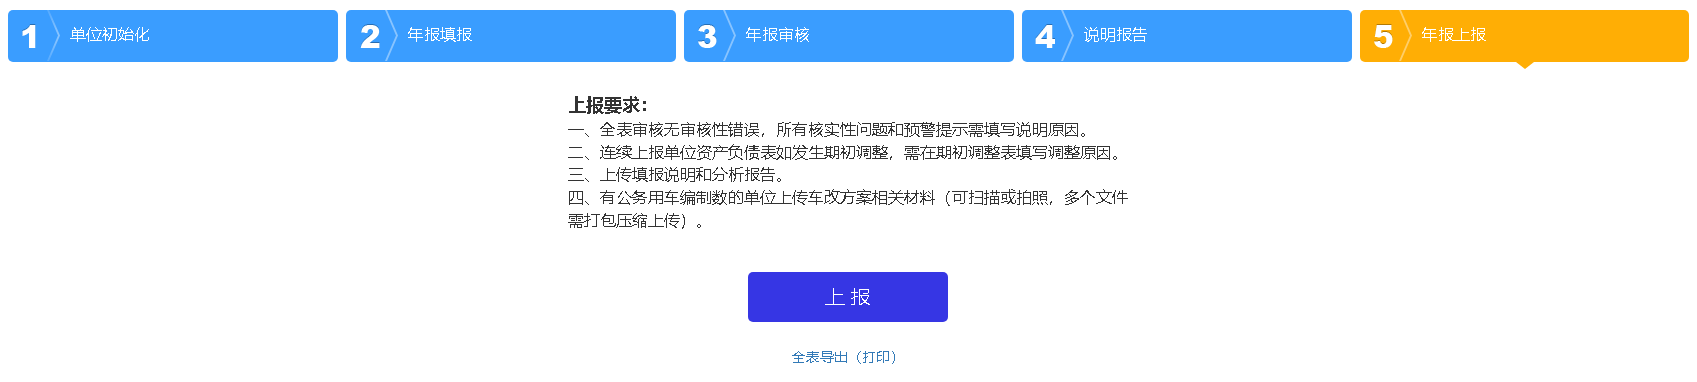 1 单位初始化
2 年报填报
3 年报审核
4 说明报告
5 年报上报
上报要求：
一、全表审核无审核性错误，所有核实性问题和预警提示需填写说明原因。
二、连续上报单位资产负债表如发生期初调整，需在期初调整表填写调整原因。
三、上传填报说明和分析报告。
四、有公务用车编制数的单位上传车改方案相关材料（可扫描或拍照，多个文件
需打包压缩上传）。
上 报
全表导出（打印）